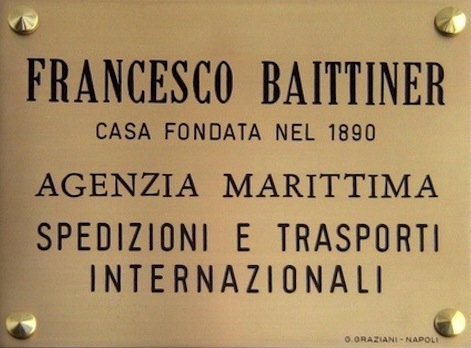 FRANCESCO BAITTINER
CASA FONDATA NEL 1890
AGENZIA MARITTIMA
SPEDIZIONI E TRASPORTI
INTERNAZIONALI
G. GRAZIANI - NAPOLI